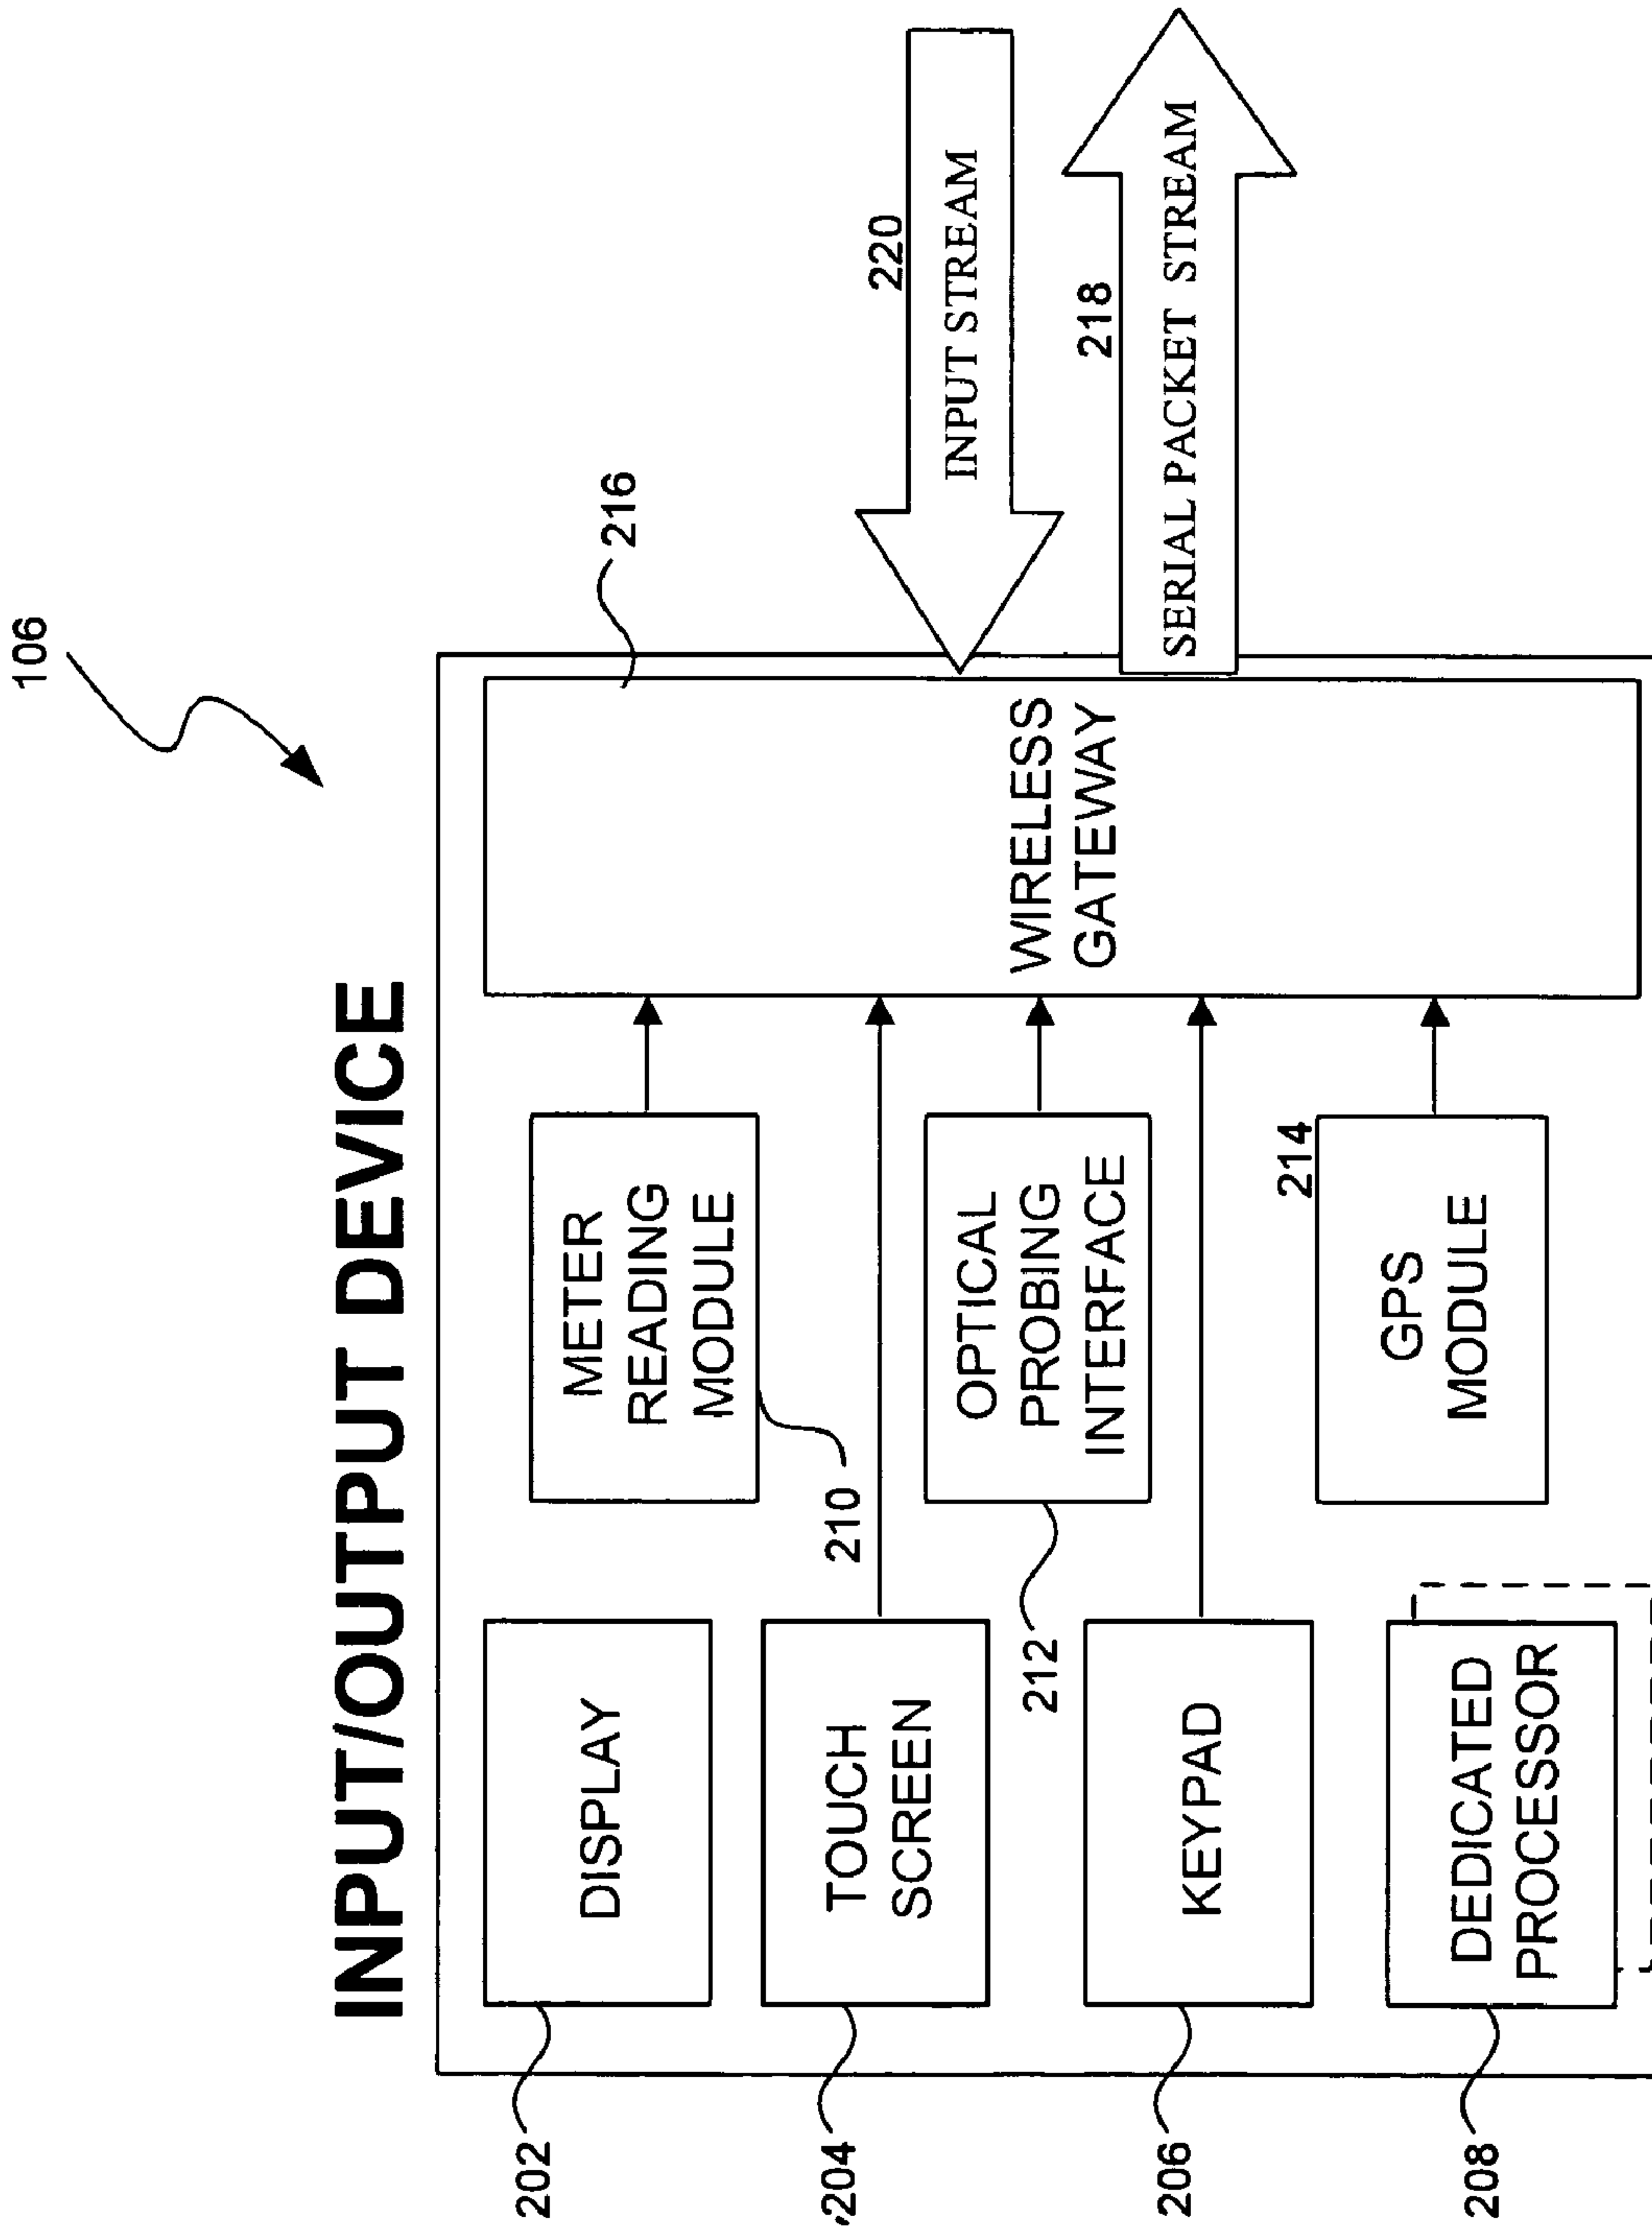 106
INPUT/OUTPUT DEVICE
202
DISPLAY
204
TOUCH
SCREEN
206
KEYPAD
208
DEDICATED
PROCESSOR
METER
READING
MODULE
210
OPTICAL
PROBING
INTERFACE
212
214
GPS
MODULE
216
WIRELESS
GATEWAY
220
INPUT STREAM
218
SERIAL PACKET STREAM